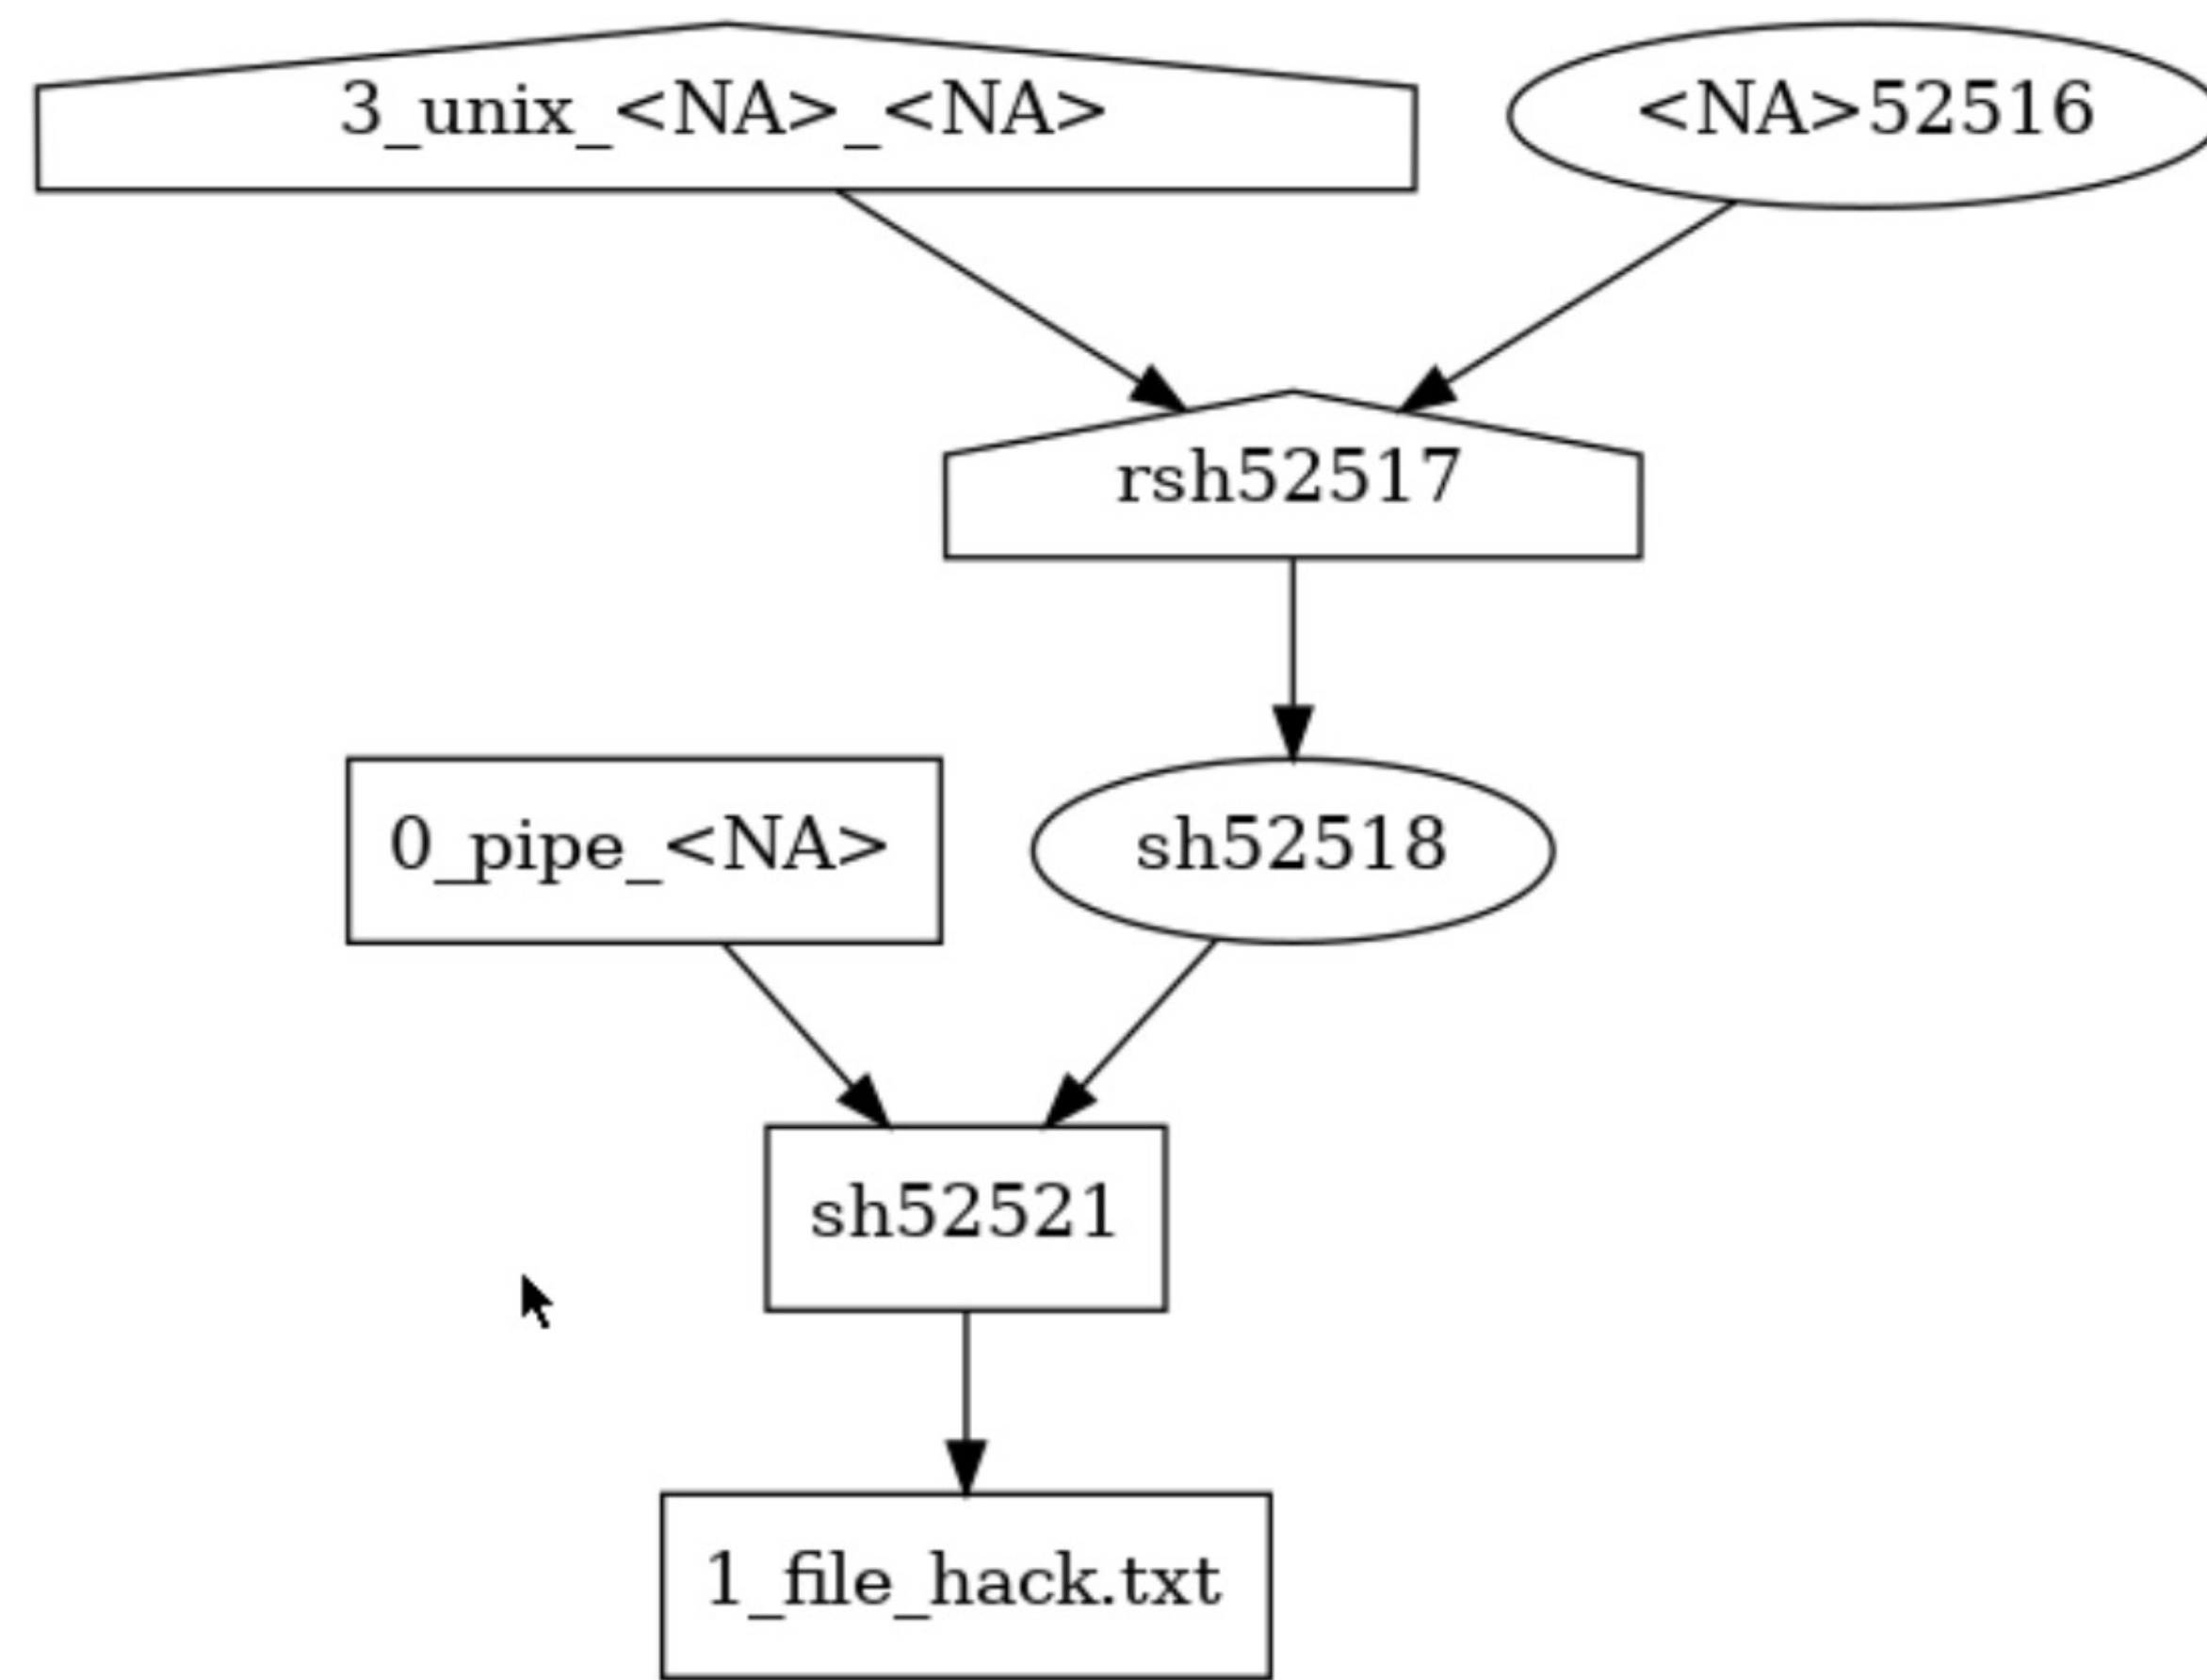 3_unix_<NA>_<NA>
<NA>52516
rsh52517
0_pipe_<NA>
sh52518
sh52521
1_file_hack.txt